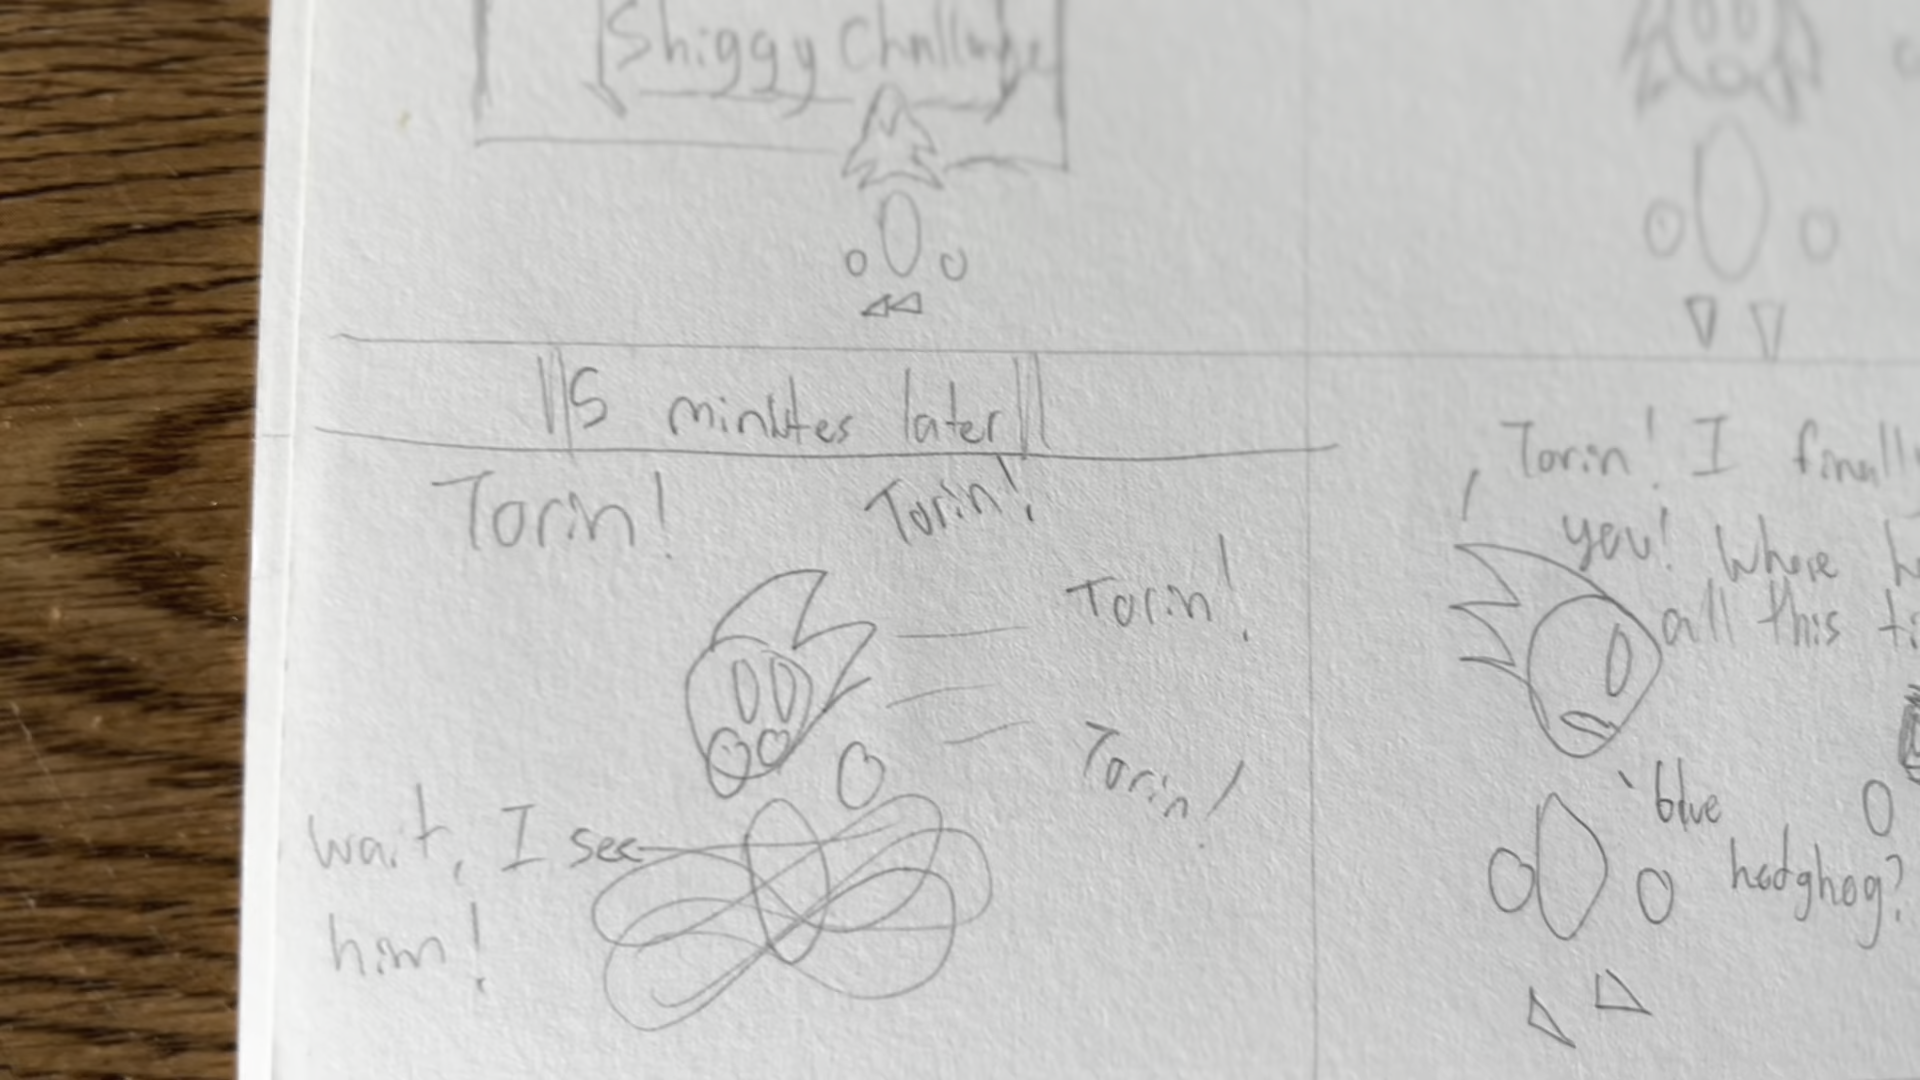 Shiggy Challenge
5 minutes later
Torin! Torin!
Torin!
Torin!
wait, I see
him!
Torin! I finally
you! Where
all this
blue
hedghog?